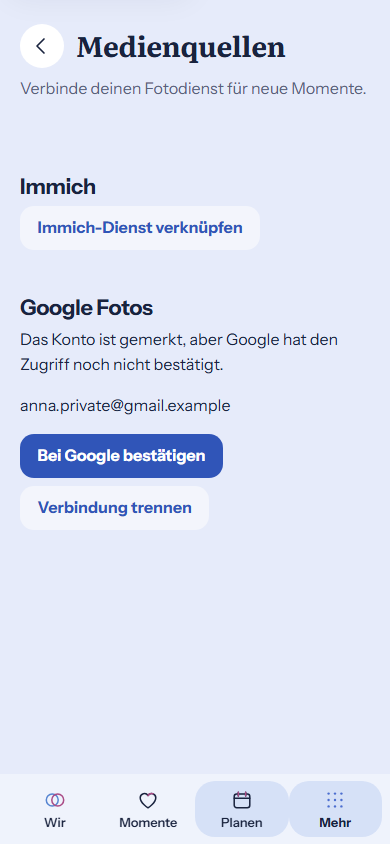 Medienquellen
Verbinde deinen Fotodienst für neue Momente.
Immich
Immich-Dienst verknüpfen
Google Fotos
Das Konto ist gemerkt, aber Google hat den
Zugriff noch nicht bestätigt.
anna.private@gmail.example
Bei Google bestätigen
Verbindung trennen
Wir
Momente
Planen
Mehr